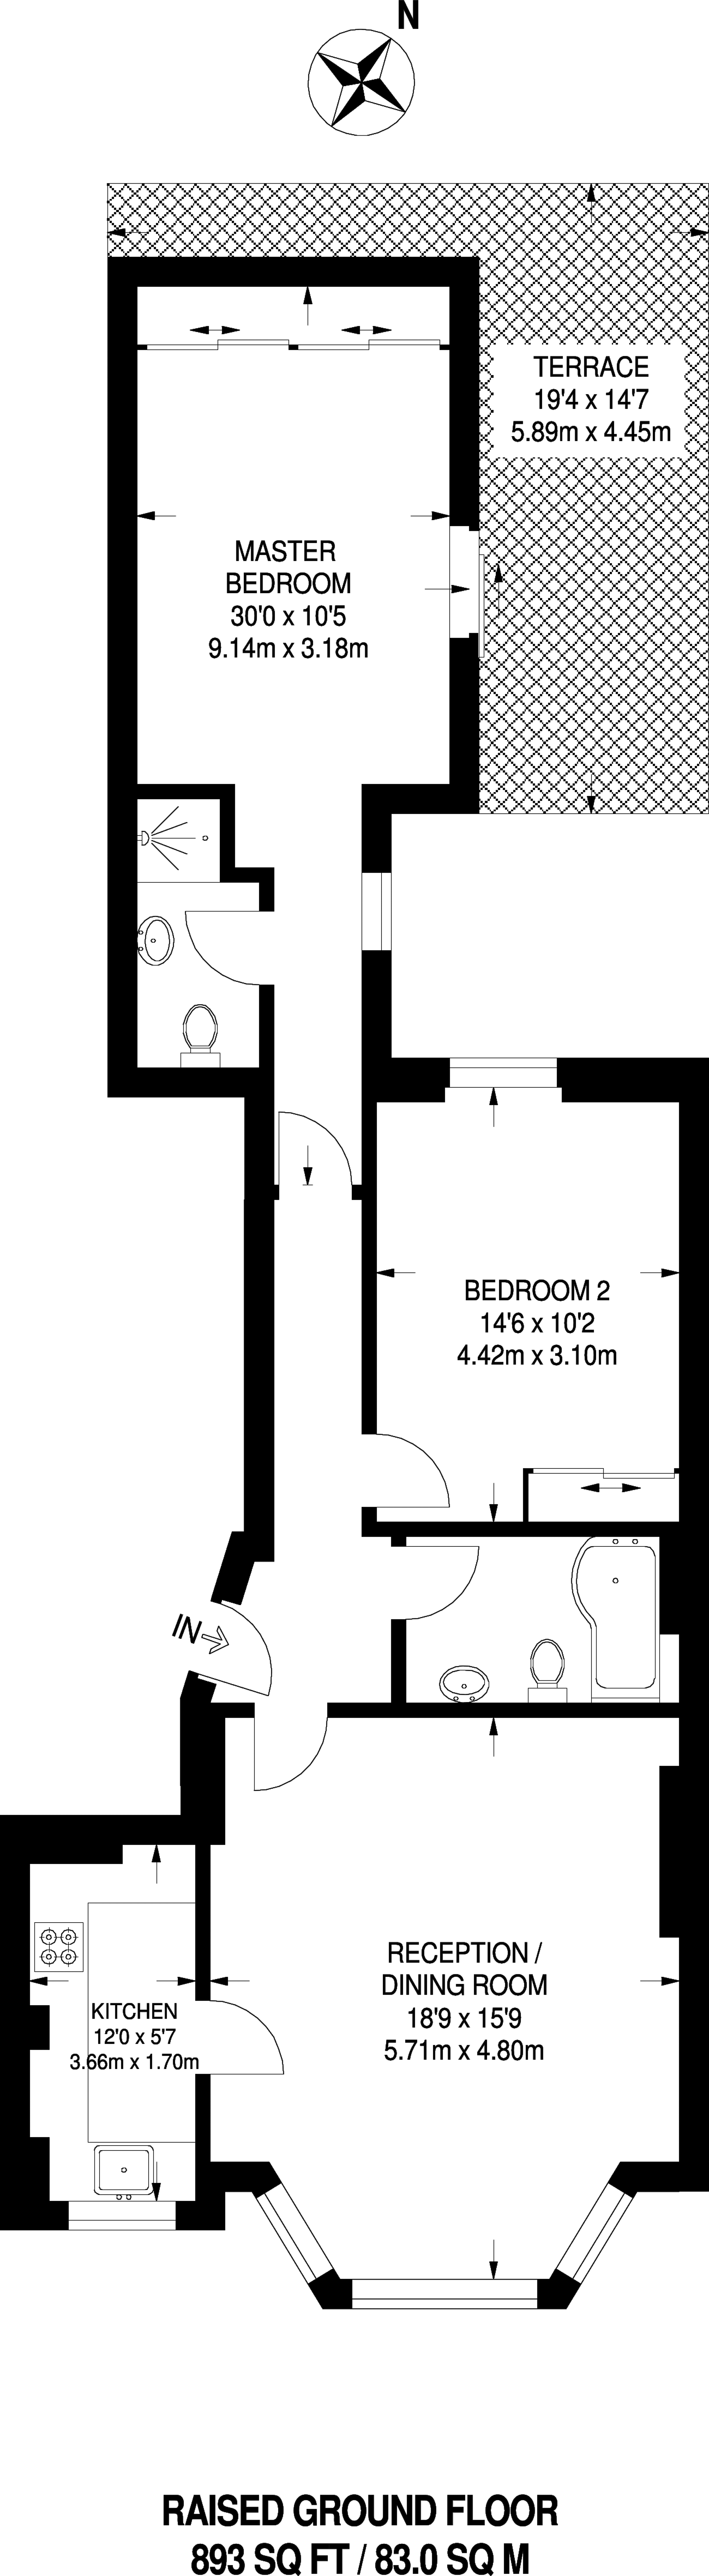 N
TERRACE
19'4 x 14'7
5.89m x 4.45m
MASTER
BEDROOM
30'0 x 10'5
9.14m x 3.18m
BEDROOM 2
14'6 x 10'2
4.42m x 3.10m
IN
RECEPTION /
DINING ROOM
18'9 x 15'9
5.71m x 4.80m
KITCHEN
12'0 x 5'7
3.66m x 1.70m
RAISED GROUND FLOOR
893 SQ FT / 83.0 SQ M